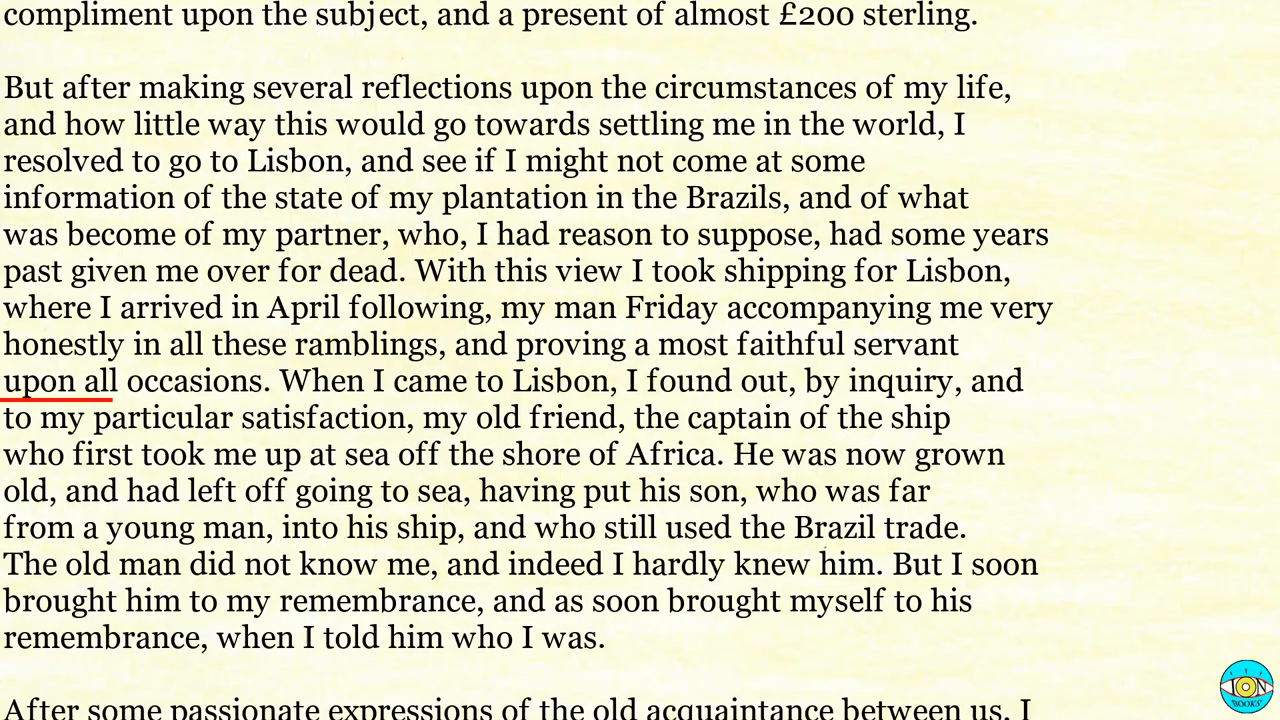 compliment upon the subject, and a present of almost £200 sterling.
But after making several reflections upon the circumstances of my life,
and how little way this would go towards settling me in the world, I
resolved to go to Lisbon, and see if I might not come at some
information of the state of my plantation in the Brazils, and of what
was become of my partner, who, I had reason to suppose, had some years
past given me over for dead. With this view I took shipping for Lisbon,
where I arrived in April following, my man Friday accompanying me very
honestly in all these ramblings, and proving a most faithful servant
upon all occasions. When I came to Lisbon, I found out, by inquiry, and
to my particular satisfaction, my old friend, the captain of the ship
who first took me up at sea off the shore of Africa. He was now grown
old, and had left off going to sea, having put his son, who was far
from a young man, into his ship, and who still used the Brazil trade.
The old man did not know me, and indeed I hardly knew him. But I soon
brought him to my remembrance, and as soon brought myself to his
remembrance, when I told him who I was.
After some passionate expressions of the old acquaintance between us, I
ION
BOOKS